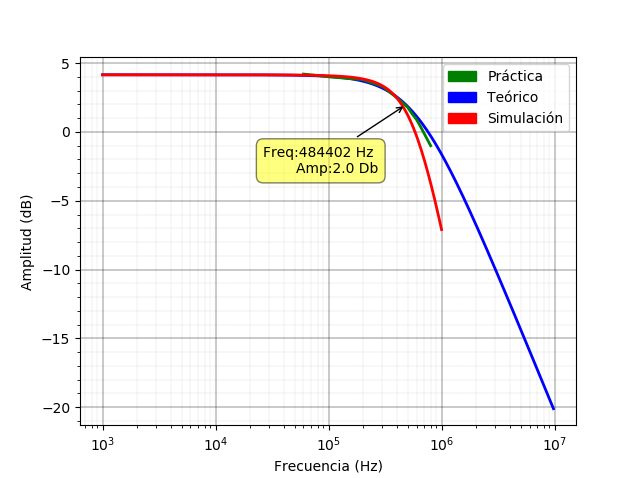 5
0
−5
−10
−15
−20
Amplitud (dB)
Práctica
Teórico
Simulación
Freq:484402 Hz
Amp:2.0 Db
10³
10⁴
10⁵
10⁶
10⁷
Frecuencia (Hz)